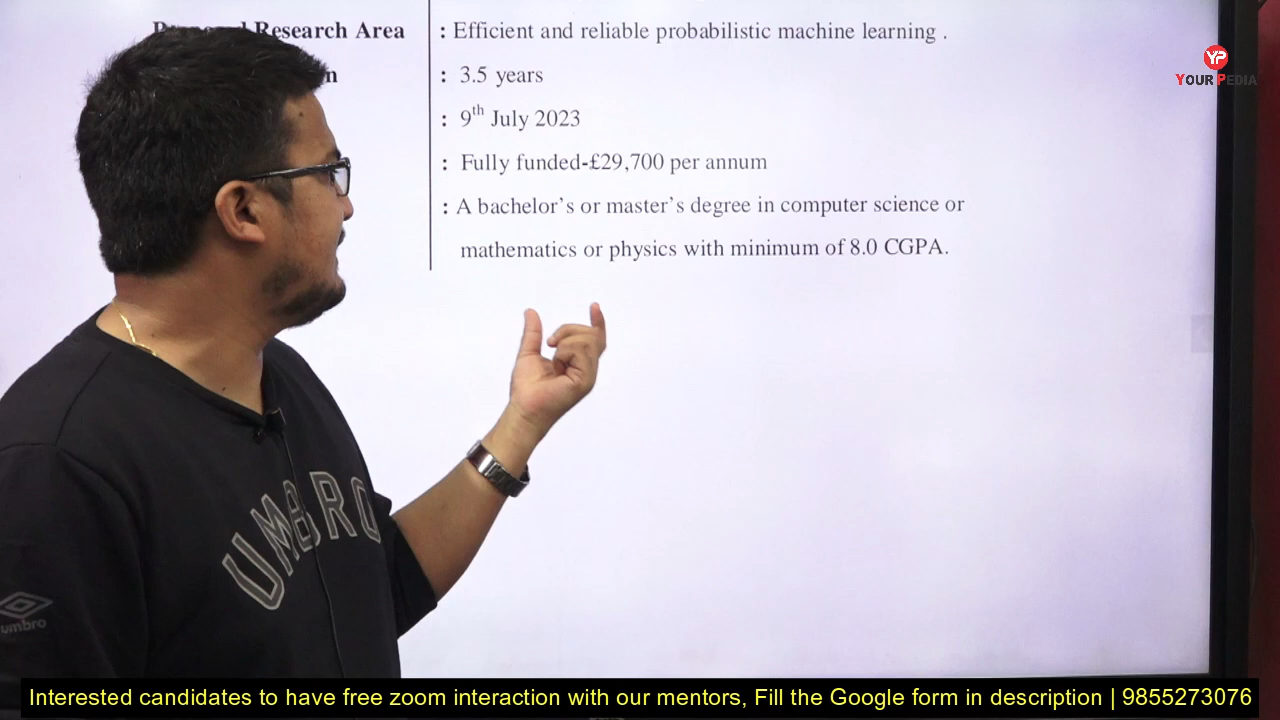 Research Area : Efficient and reliable probabilistic machine learning .
: 3.5 years
: 9th July 2023
: Fully funded-£29,700 per annum
: A bachelor's or master's degree in computer science or
mathematics or physics with minimum of 8.0 CGPA.
YP
YOUR PEDIA
UMBRO
umbro
Interested candidates to have free zoom interaction with our mentors, Fill the Google form in description | 9855273076